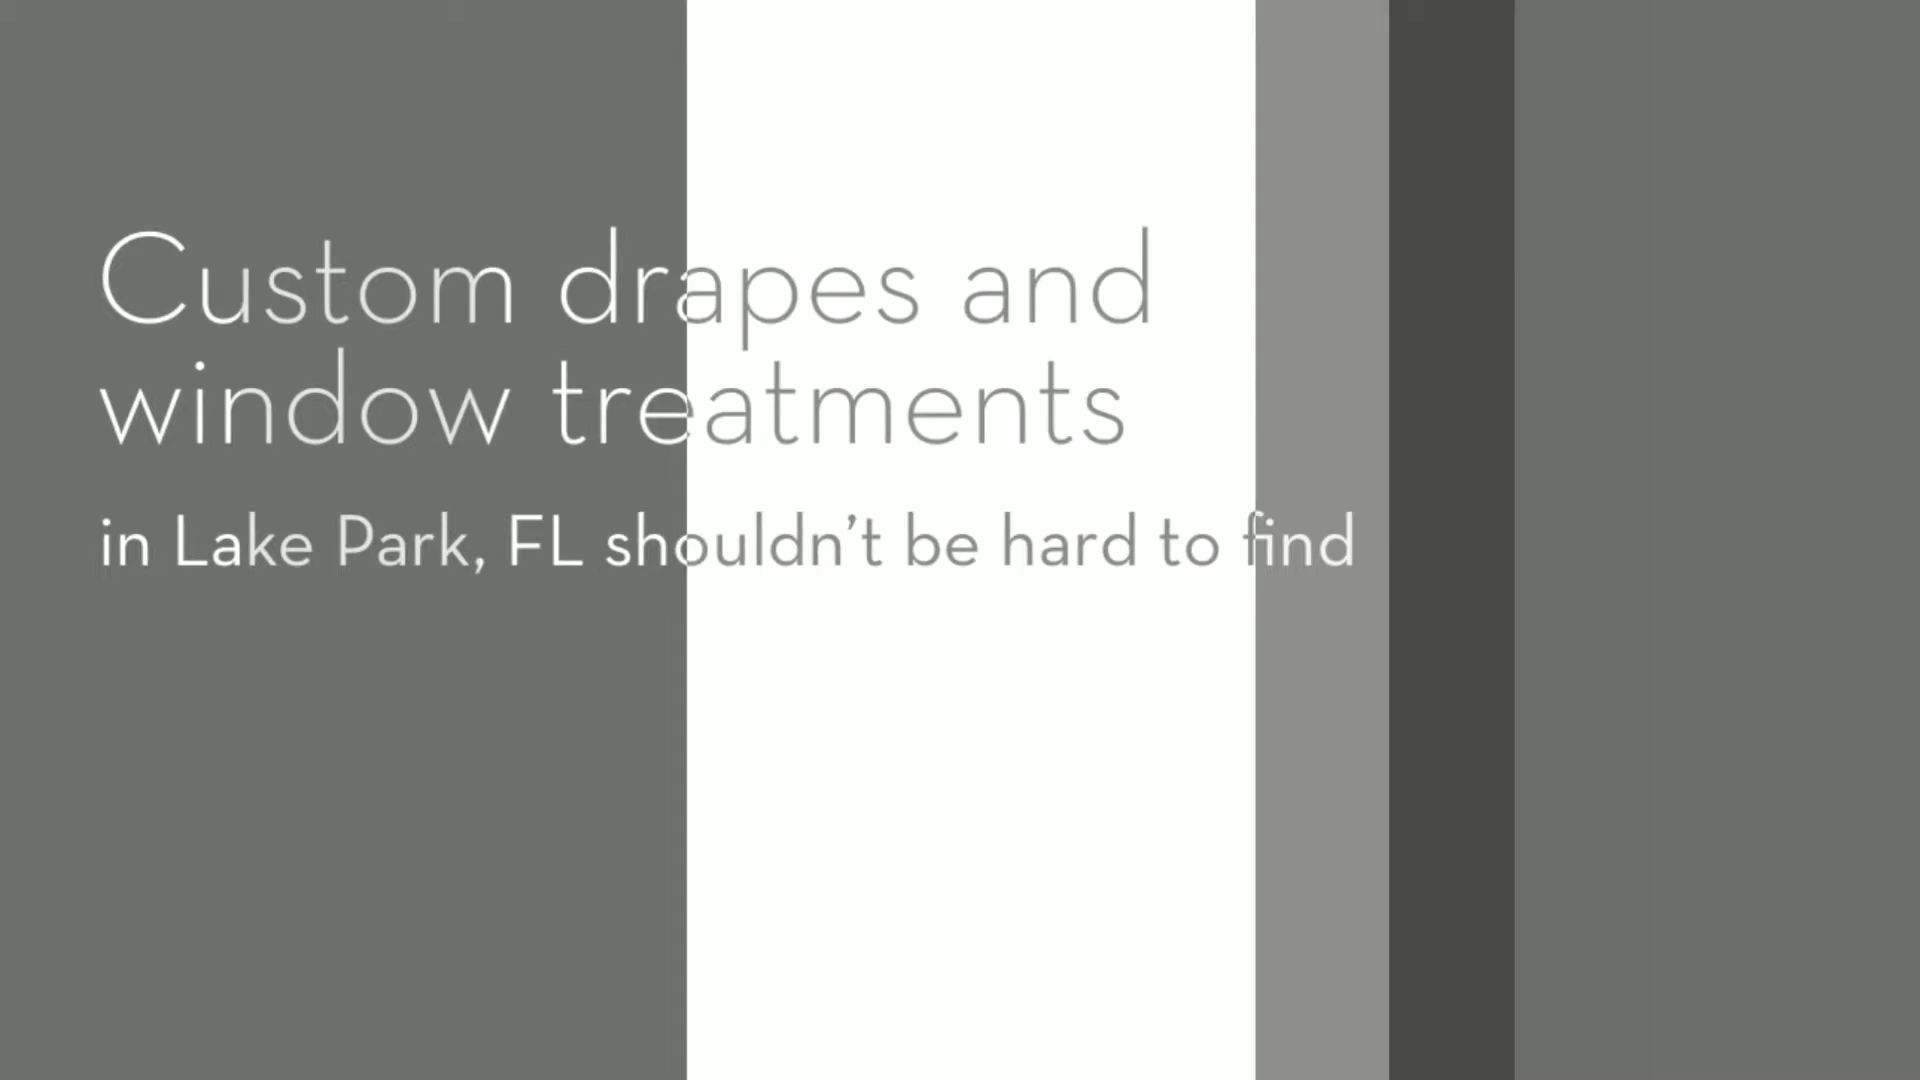 Custom drapes and
window treatments
in Lake Park, FL shouldn’t be hard to find